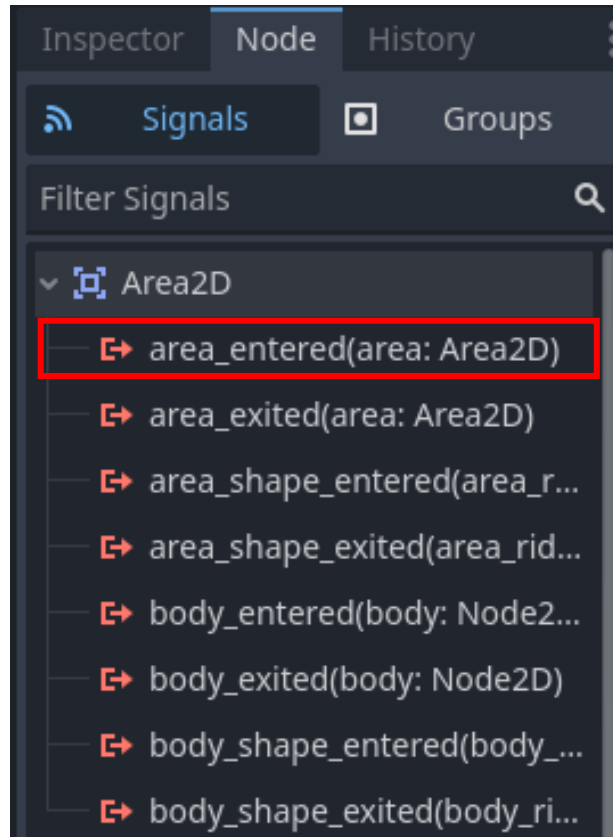 Inspector Node History
Signals Groups
Filter Signals
Area2D
area_entered(area: Area2D)
area_exited(area: Area2D)
area_shape_entered(area_r...
area_shape_exited(area_rid...
body_entered(body: Node2...
body_exited(body: Node2D)
body_shape_entered(body_...
body_shape_exited(body_ri...